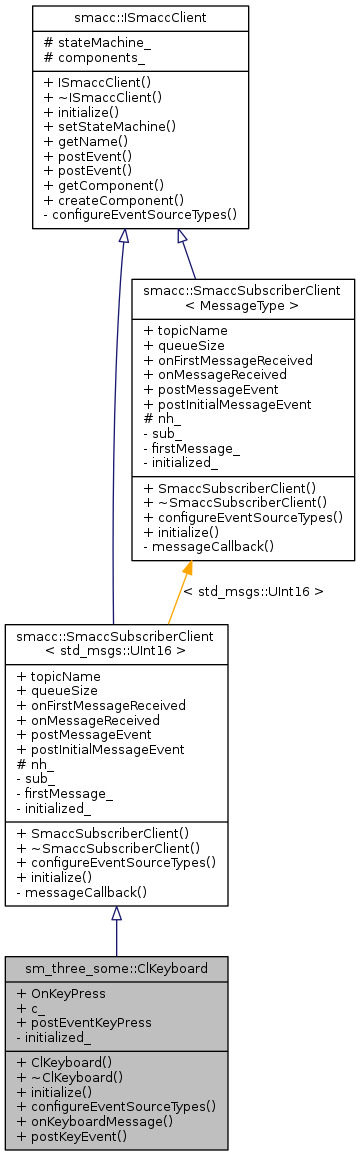 smacc::ISmaccClient
# stateMachine_
# components_
+ ISmaccClient()
+ ~ISmaccClient()
+ initialize()
+ setStateMachine()
+ getName()
+ postEvent()
+ postEvent()
+ getComponent()
+ createComponent()
- configureEventSourceTypes()
smacc::SmaccSubscriberClient
< MessageType >
+ topicName
+ queueSize
+ onFirstMessageReceived
+ onMessageReceived
+ postMessageEvent
+ postInitialMessageEvent
# nh_
- sub_
- firstMessage_
- initialized_
+ SmaccSubscriberClient()
+ ~SmaccSubscriberClient()
+ configureEventSourceTypes()
+ initialize()
- messageCallback()
< std_msgs::UInt16 >
smacc::SmaccSubscriberClient
< std_msgs::UInt16 >
+ topicName
+ queueSize
+ onFirstMessageReceived
+ onMessageReceived
+ postMessageEvent
+ postInitialMessageEvent
# nh_
- sub_
- firstMessage_
- initialized_
+ SmaccSubscriberClient()
+ ~SmaccSubscriberClient()
+ configureEventSourceTypes()
+ initialize()
- messageCallback()
sm_three_some::ClKeyboard
+ OnKeyPress
+ c_
+ postEventKeyPress
- initialized_
+ ClKeyboard()
+ ~ClKeyboard()
+ initialize()
+ configureEventSourceTypes()
+ onKeyboardMessage()
+ postKeyEvent()